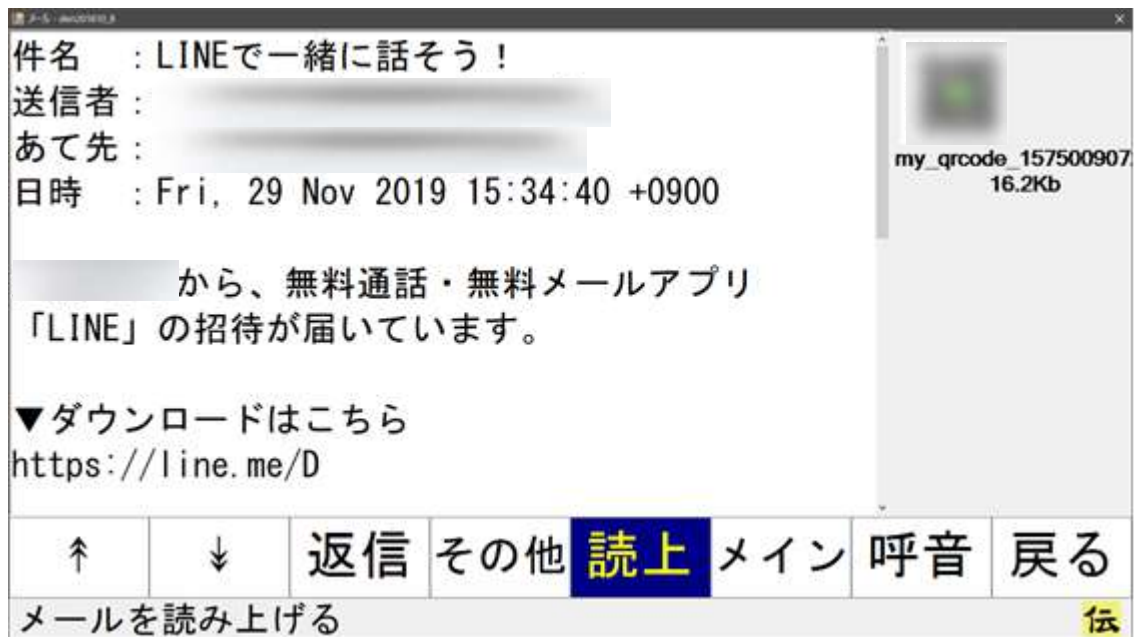 件名　：LINEで一緒に話そう！
送信者：
あて先：
日時　：Fri, 29 Nov 2019 15:34:40 +0900
から、無料通話・無料メールアプリ
「LINE」の招待が届いています。
▼ダウンロードはこちら
https://line.me/D
my_qrcode_157500907
16.2Kb
↟ ↡ 返信 その他 読上 メイン 呼音 戻る
メールを読み上げる
伝